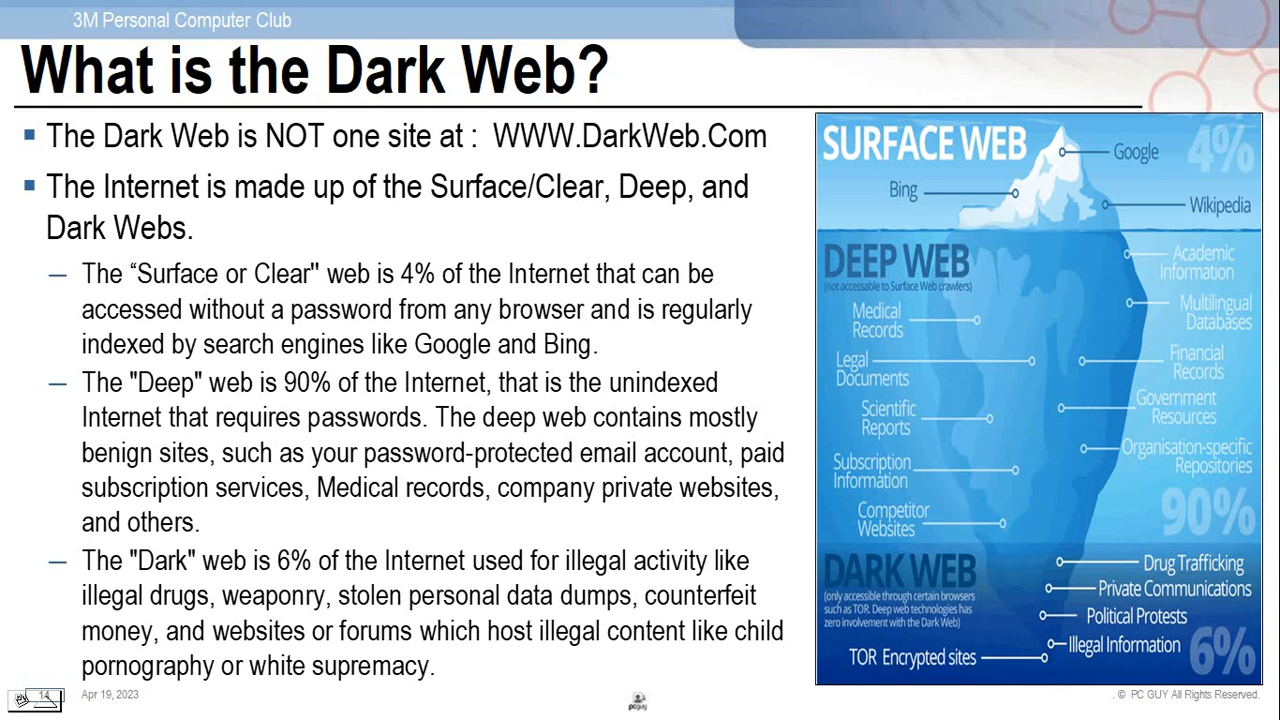 3M Personal Computer Club
What is the Dark Web?
The Dark Web is NOT one site at : WWW.DarkWeb.Com
The Internet is made up of the Surface/Clear, Deep, and
Dark Webs.
The “Surface or Clear" web is 4% of the Internet that can be
accessed without a password from any browser and is regularly
indexed by search engines like Google and Bing.
The "Deep" web is 90% of the Internet, that is the unindexed
Internet that requires passwords. The deep web contains mostly
benign sites, such as your password-protected email account, paid
subscription services, Medical records, company private websites,
and others.
The "Dark" web is 6% of the Internet used for illegal activity like
illegal drugs, weaponry, stolen personal data dumps, counterfeit
money, and websites or forums which host illegal content like child
pornography or white supremacy.
SURFACE WEB
4%
Google
Bing
Wikipedia
DEEP WEB
(not accessable to Surface Web crawlers)
Academic
Information
Medical
Records
Multilingual
Databases
Legal
Documents
Financial
Records
Scientific
Reports
Government
Resources
Subscription
Information
Organisation-specific
Repositories
Competitor
Websites
90%
DARK WEB
(only accessible through certain browsers
such as TOR. Deep web technologies has
zero involvement with the Dark Web)
Drug Trafficking
Private Communications
Political Protests
Illegal Information
TOR Encrypted sites
6%
14
Apr 19, 2023
pcguy
. © PC GUY All Rights Reserved.